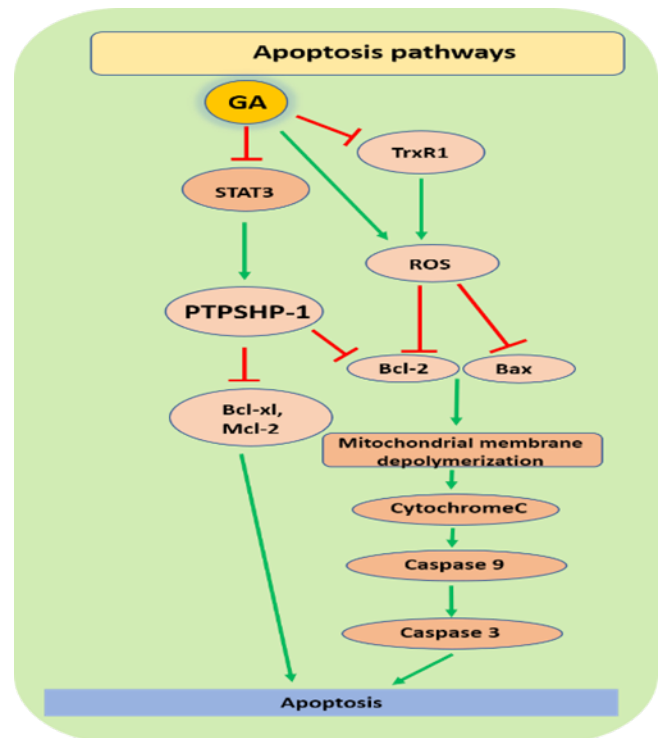 Apoptosis pathways
GA
TrxR1
STAT3
ROS
PTPSHP-1
Bcl-2
Bax
Bcl-xl,
Mcl-2
Mitochondrial membrane
depolymerization
CytochromeC
Caspase 9
Caspase 3
Apoptosis